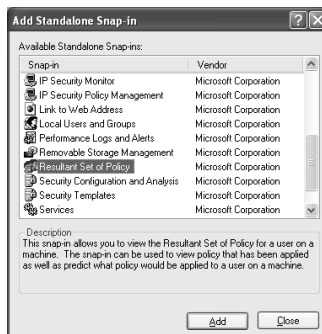 Add Standalone Snap-in
Available Standalone Snap-ins:
Snap-in Vendor
IP Security Monitor Microsoft Corporation
IP Security Policy Management Microsoft Corporation
Link to Web Address Microsoft Corporation
Local Users and Groups Microsoft Corporation
Performance Logs and Alerts Microsoft Corporation
Removable Storage Management Microsoft Corporation
Resultant Set of Policy Microsoft Corporation
Security Configuration and Analysis Microsoft Corporation
Security Templates Microsoft Corporation
Services Microsoft Corporation
Description
This snap-in allows you to view the Resultant Set of Policy for a user on a
machine. The snap-in can be used to view policy that has been applied
as well as predict what policy would be applied to a user on a machine.
Add Close